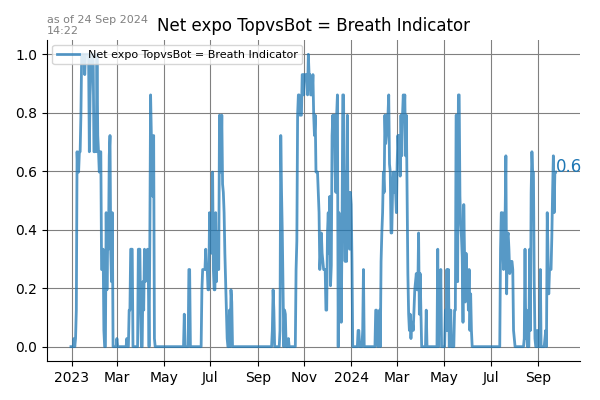 as of 24 Sep 2024
14:22
Net expo TopvsBot = Breath Indicator
Net expo TopvsBot = Breath Indicator
1.0
0.8
0.6
0.6
0.4
0.2
0.0
2023 Mar May Jul Sep Nov 2024 Mar May Jul Sep